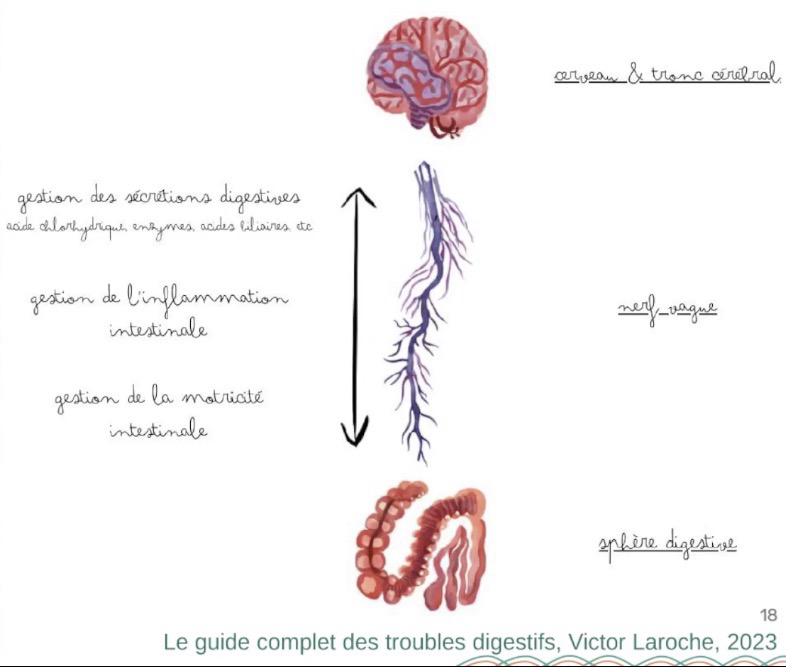 cerveau & tronc cérébral
gestion des sécrétions digestives
acide chlorhydrique, enzymes, acides biliaires, etc
gestion de l'inflammation
intestinale
nerf vague
gestion de la motricité
intestinale
sphère digestive
18
Le guide complet des troubles digestifs, Victor Laroche, 2023